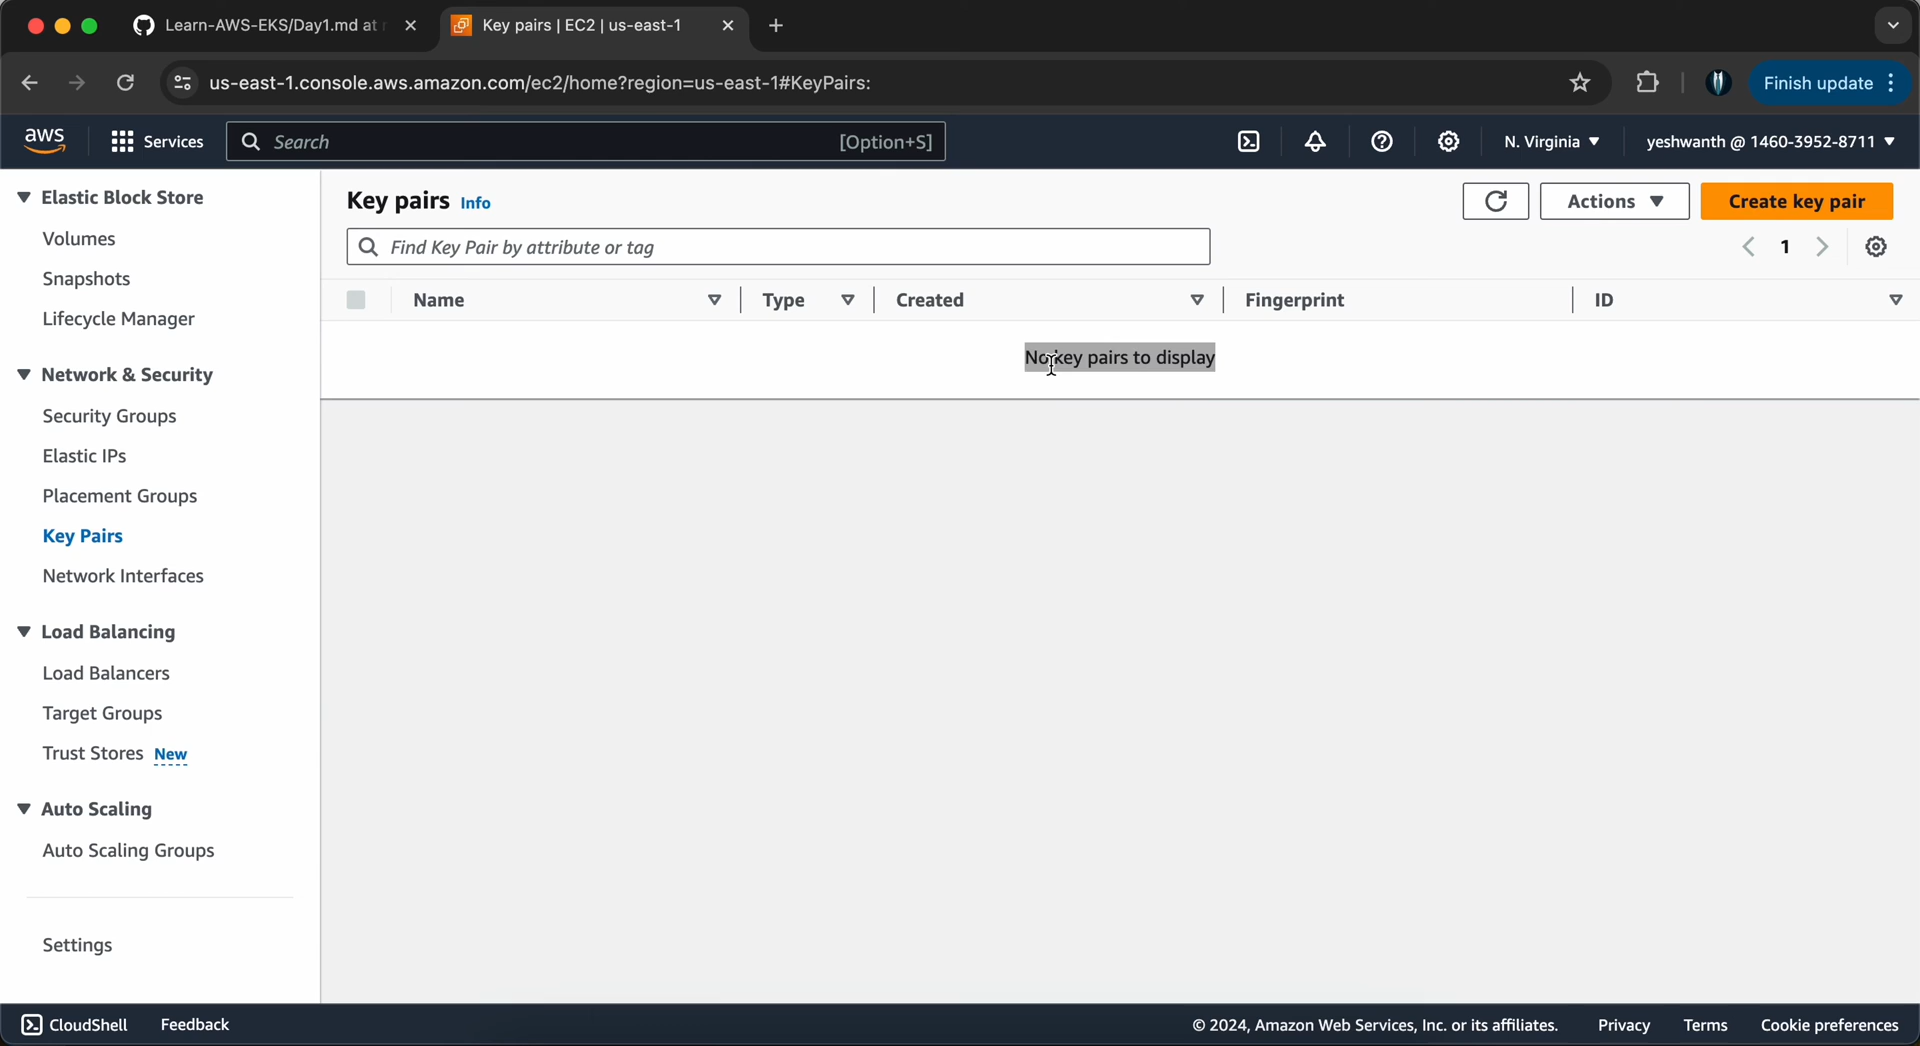 Learn-AWS-EKS/Day1.md at
Key pairs | EC2 | us-east-1
us-east-1.console.aws.amazon.com/ec2/home?region=us-east-1#KeyPairs:
Finish update
aws
Services
Search
[Option+S]
N. Virginia
yeshwanth @ 1460-3952-8711
Elastic Block Store
Volumes
Snapshots
Lifecycle Manager
Network & Security
Security Groups
Elastic IPs
Placement Groups
Key Pairs
Network Interfaces
Load Balancing
Load Balancers
Target Groups
Trust Stores New
Auto Scaling
Auto Scaling Groups
Settings
Key pairs Info
Actions
Create key pair
Find Key Pair by attribute or tag
1
Name Type Created Fingerprint ID
No key pairs to display
CloudShell Feedback
© 2024, Amazon Web Services, Inc. or its affiliates. Privacy Terms Cookie preferences